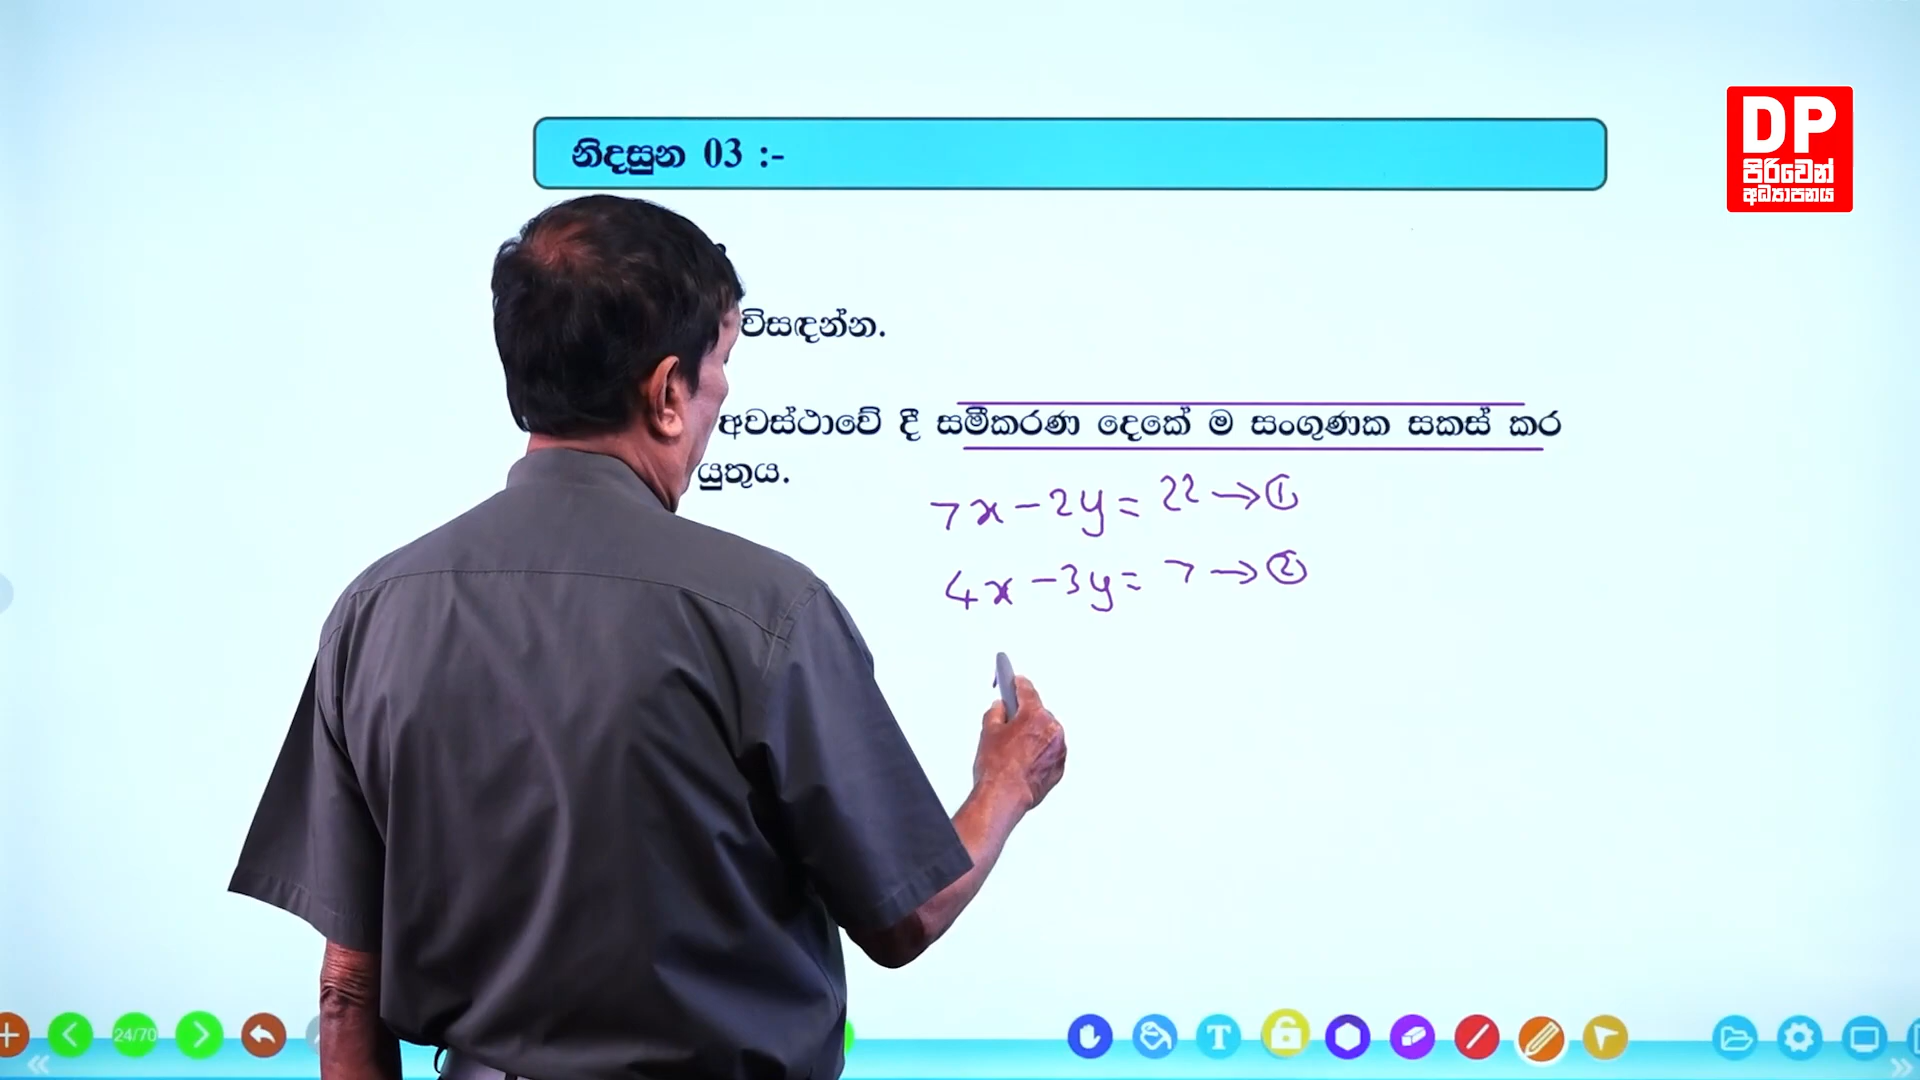 නිදසුන 03 :-
DP
පිරිවෙන්
අධ්‍යාපනය
විසඳන්න.
අවස්ථාවේ දී සමීකරණ දෙකේ ම සංගුණක සකස් කර
යුතුය.
7x - 2y = 22 → ①
4x - 3y = 7 → ②
24/70
T